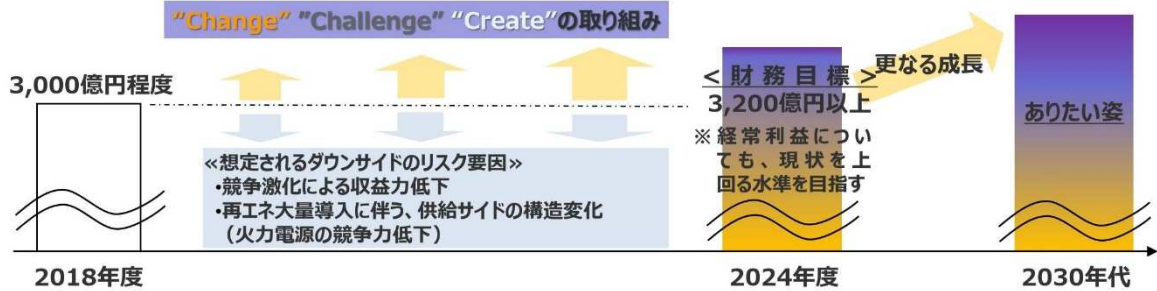 "Change" "Challenge" "Create"の取り組み
3,000億円程度
≪想定されるダウンサイドのリスク要因≫
・競争激化による収益力低下
・再エネ大量導入に伴う、供給サイドの構造変化
（火力電源の競争力低下）
＜財務目標＞
3,200億円以上
※経常利益につい
ても、現状を上
回る水準を目指す
更なる成長
ありたい姿
2018年度
2024年度
2030年代